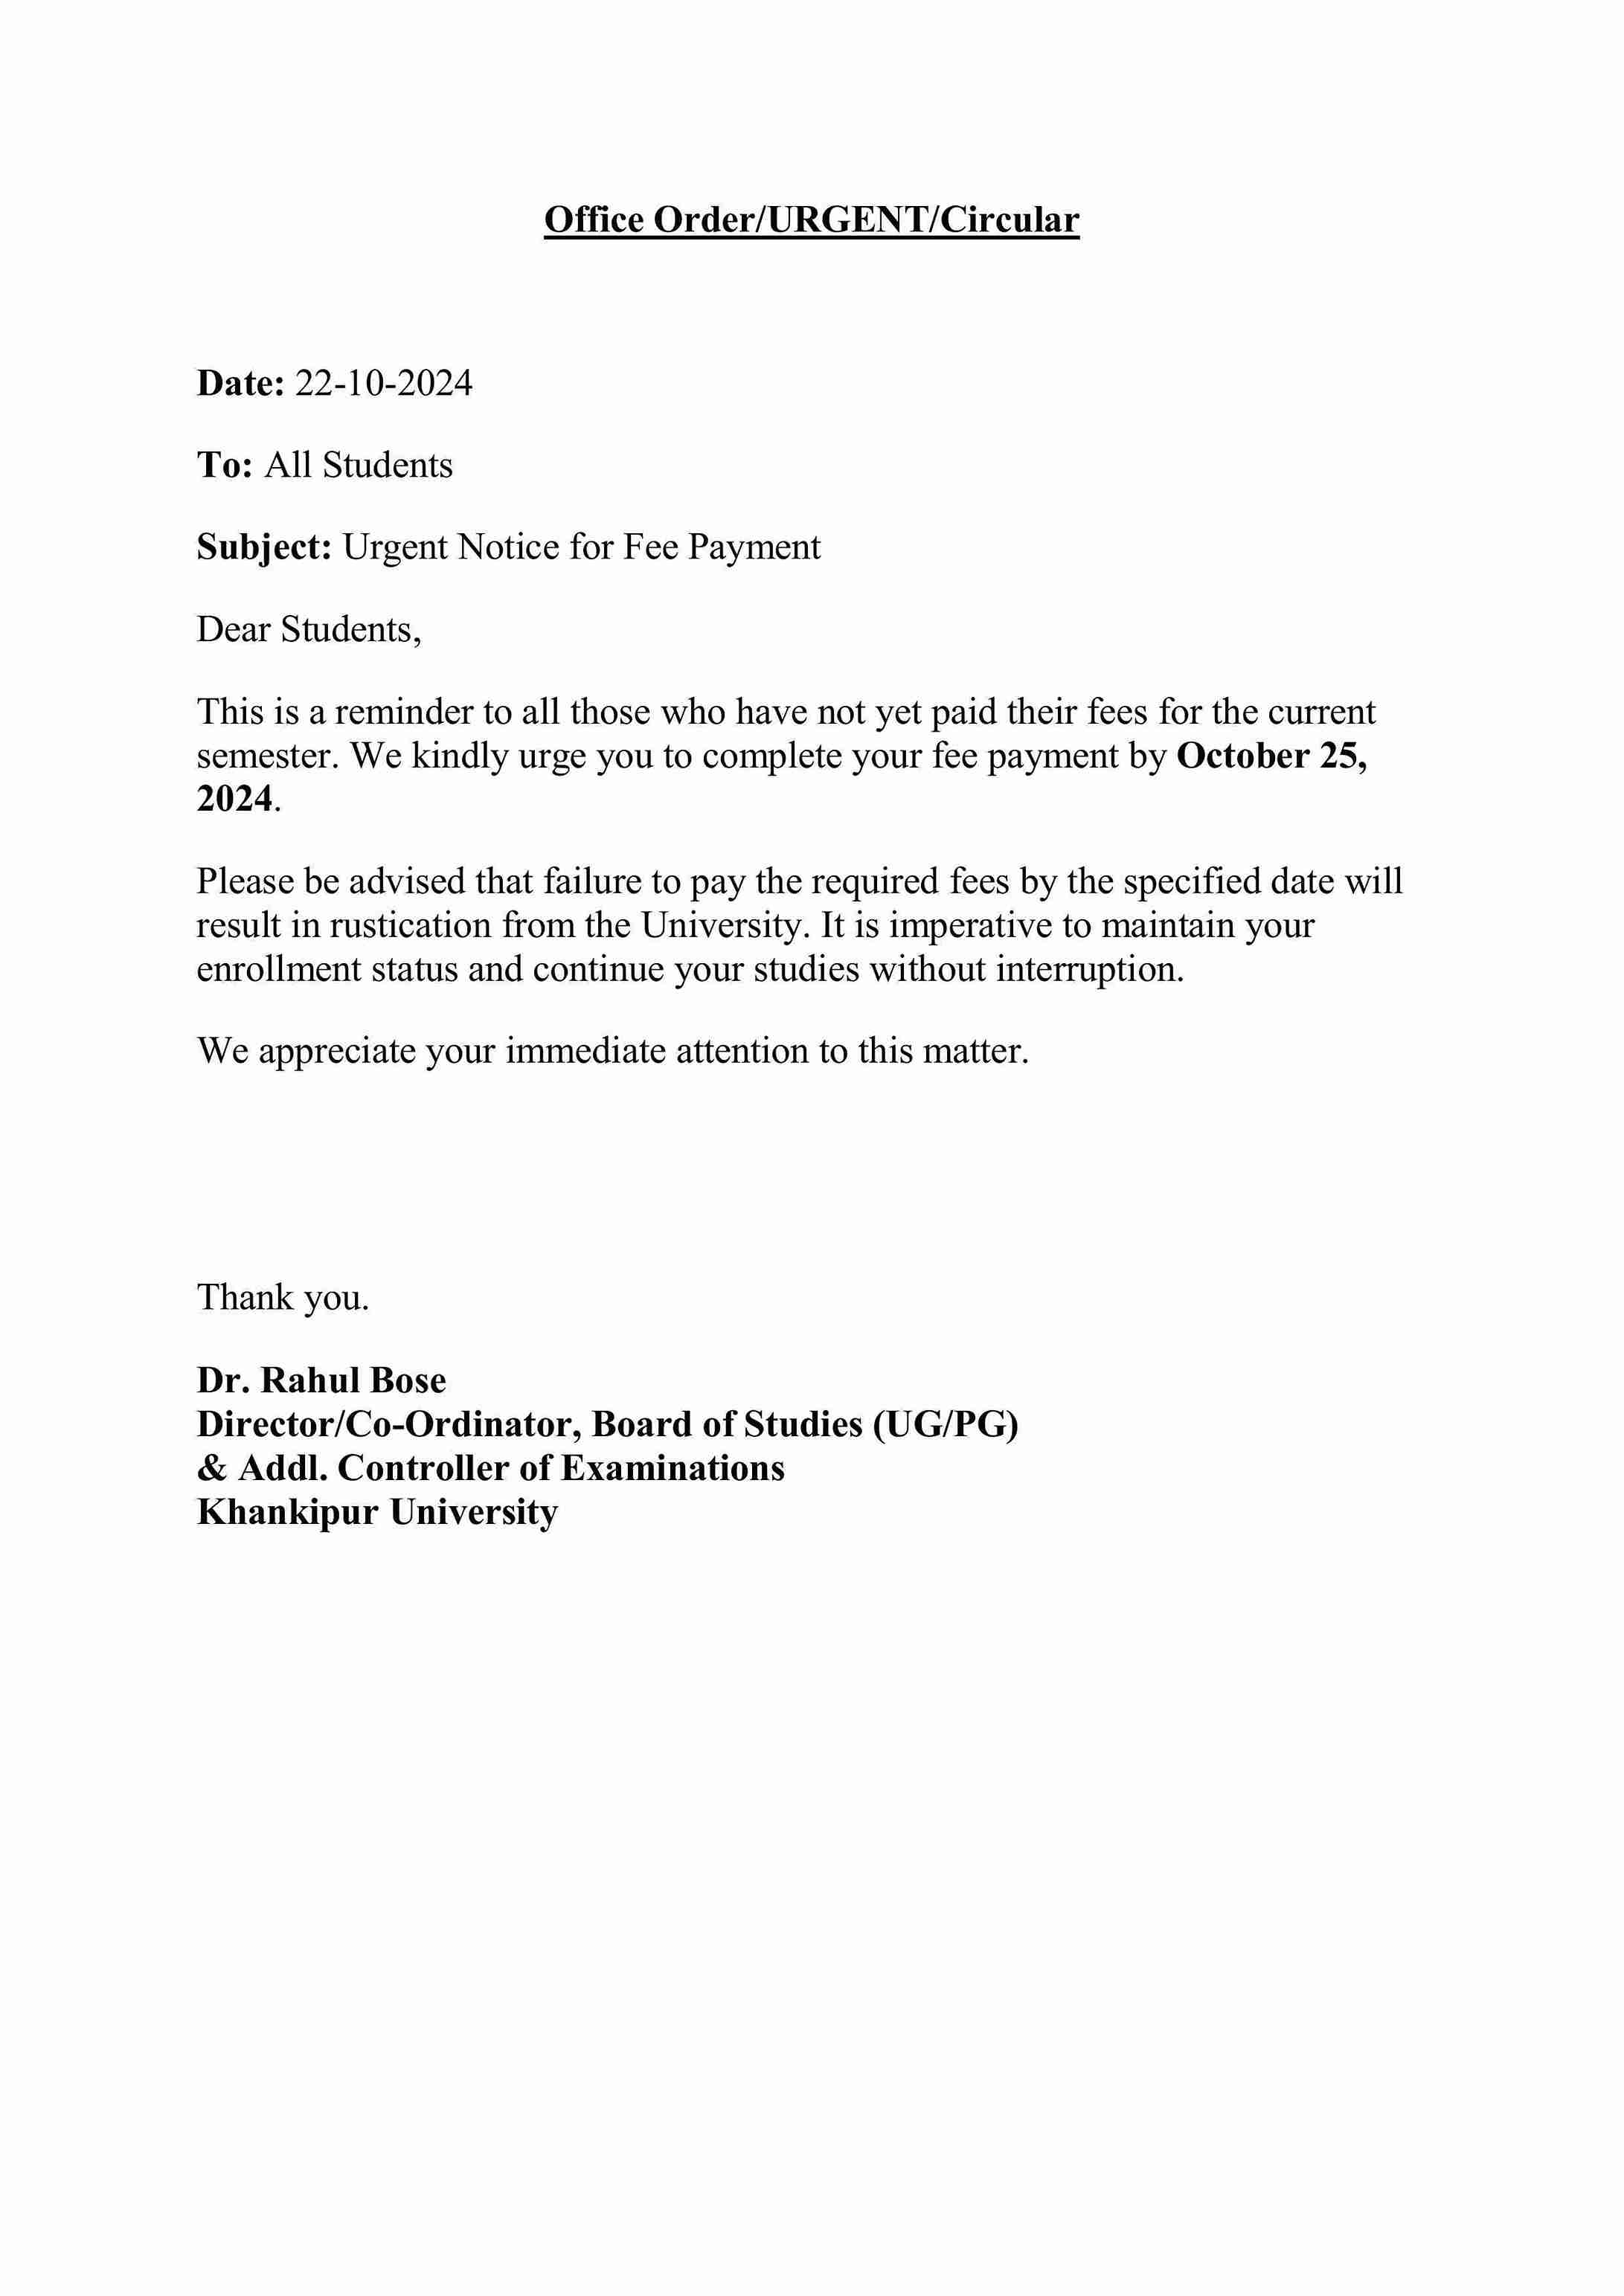 Office Order/URGENT/Circular
Date: 22-10-2024
To: All Students
Subject: Urgent Notice for Fee Payment
Dear Students,
This is a reminder to all those who have not yet paid their fees for the current
semester. We kindly urge you to complete your fee payment by October 25,
2024.
Please be advised that failure to pay the required fees by the specified date will
result in rustication from the University. It is imperative to maintain your
enrollment status and continue your studies without interruption.
We appreciate your immediate attention to this matter.
Thank you.
Dr. Rahul Bose
Director/Co-Ordinator, Board of Studies (UG/PG)
& Addl. Controller of Examinations
Khankipur University